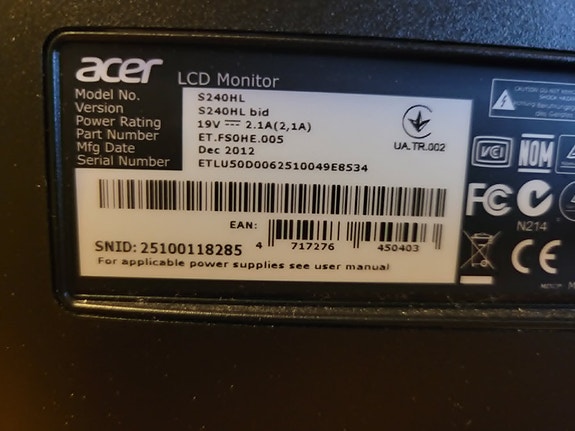 acer LCD Monitor
Model No. S240HL
Version S240HL bid
Power Rating 19V 2.1A(2,1A)
Part Number ET.FS0HE.005
Mfg Date Dec 2012
Serial Number ETLU50D0062510049E8534
UA.TR.002
EAN:
4 717276 450403
SNID: 25100118285
For applicable power supplies see user manual
VCI NOM
FC
N214
CE